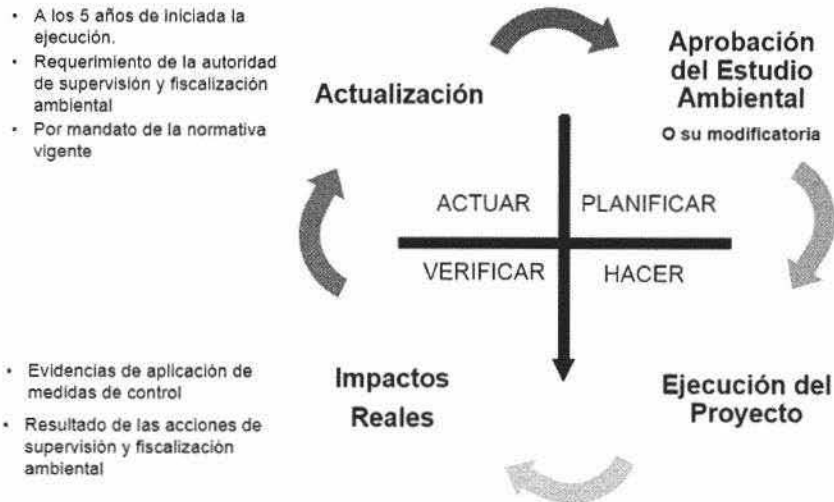 • A los 5 años de iniciada la
ejecución.
• Requerimiento de la autoridad
de supervisión y fiscalización
ambiental
• Por mandato de la normativa
vigente
Actualización
Aprobación
del Estudio
Ambiental
O su modificatoria
ACTUAR
PLANIFICAR
VERIFICAR
HACER
• Evidencias de aplicación de
medidas de control
• Resultado de las acciones de
supervisión y fiscalización
ambiental
Impactos
Reales
Ejecución del
Proyecto